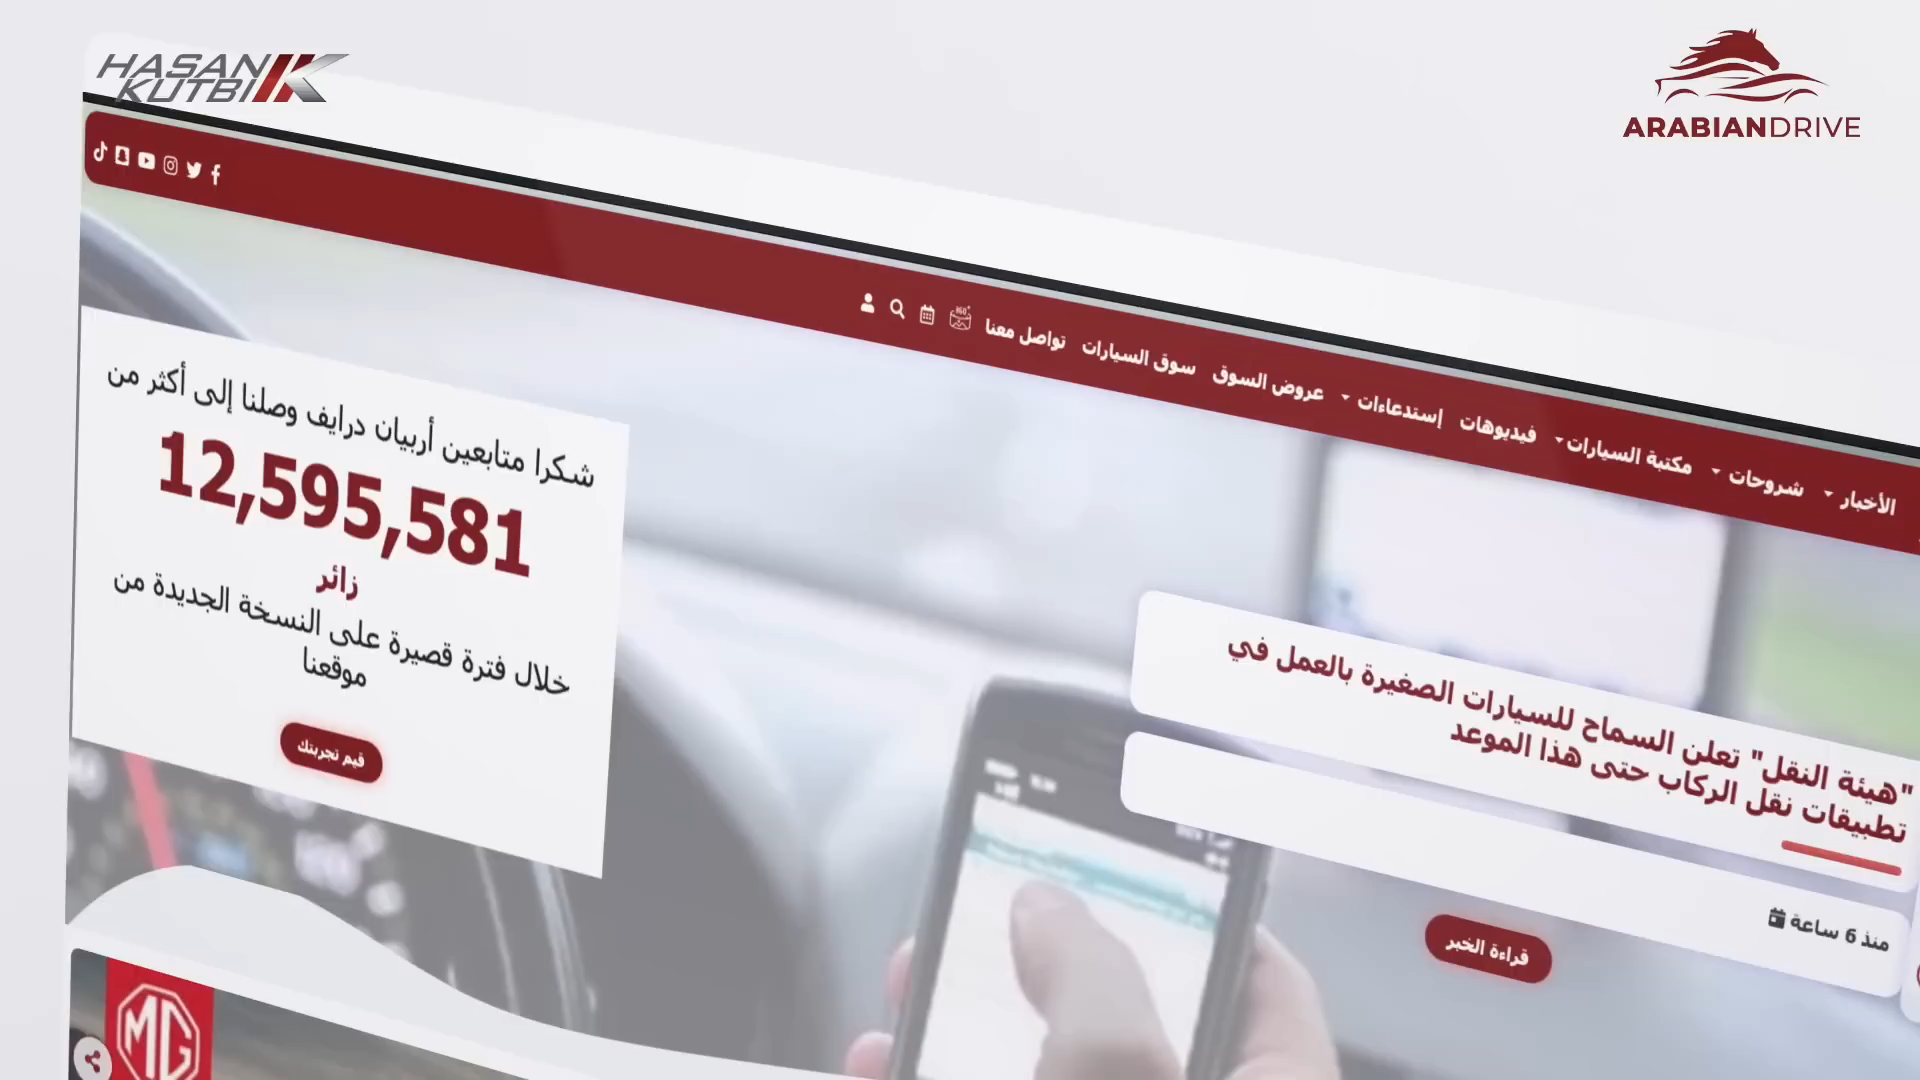 HASAN
KUTBI
ARABIANDRIVE
الأخبار
شروحات
مكتبة السيارات
فيديوهات
إستدعاءات
عروض السوق
سوق السيارات
تواصل معنا
360°
شكرا متابعين أربيان درايف وصلنا إلى أكثر من
12,595,581
زائر
خلال فترة قصيرة على النسخة الجديدة من
موقعنا
قيم تجربتك
"هيئة النقل" تعلن السماح للسيارات الصغيرة بالعمل في
تطبيقات نقل الركاب حتى هذا الموعد
منذ 6 ساعة
قراءة الخبر
MG